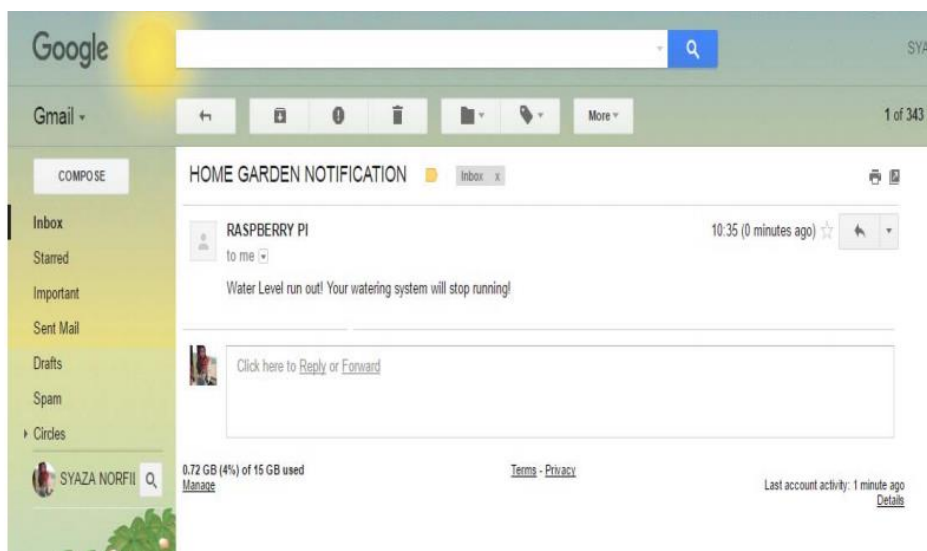 Google
SYA
Gmail
More
1 of 343
COMPOSE
HOME GARDEN NOTIFICATION
Inbox x
Inbox
RASPBERRY PI
10:35 (0 minutes ago)
Starred
to me
Important
Water Level run out! Your watering system will stop running!
Sent Mail
Drafts
Click here to Reply or Forward
Spam
Circles
SYAZA NORFII
0.72 GB (4%) of 15 GB used
Manage
Terms - Privacy
Last account activity: 1 minute ago
Details